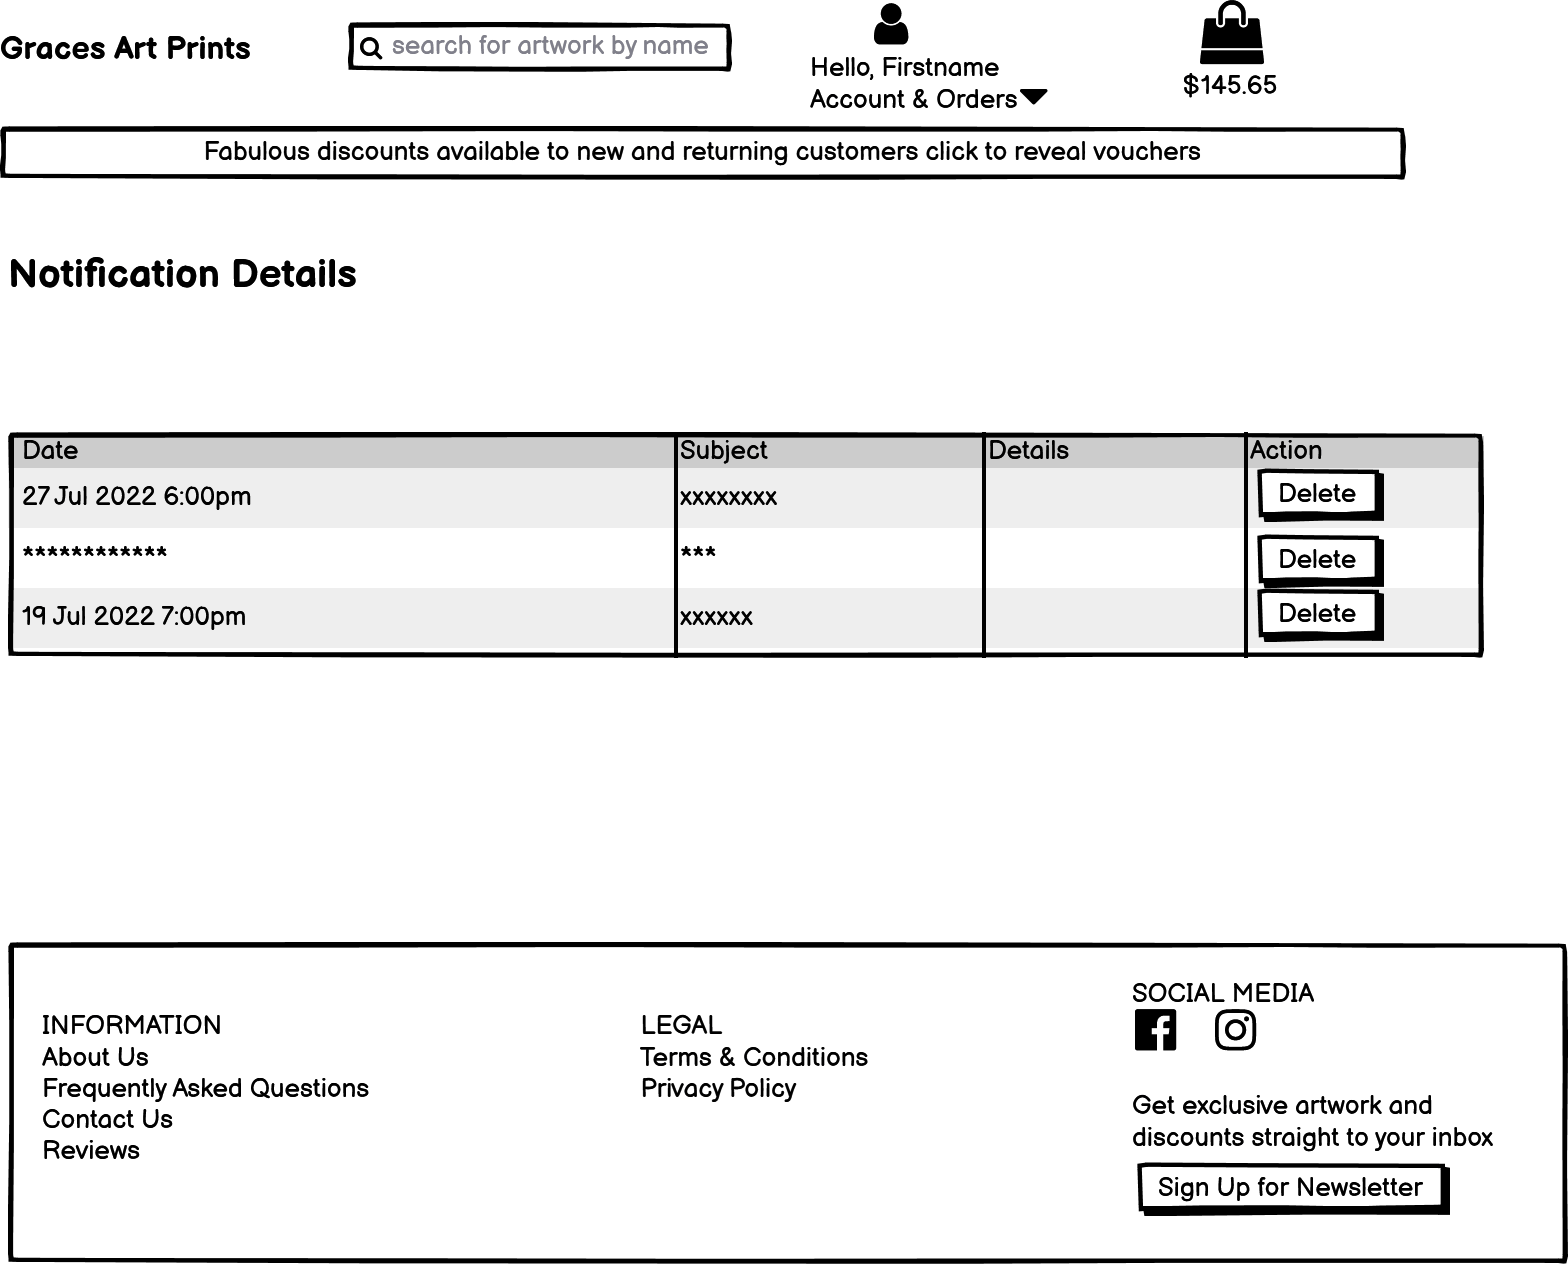 Graces Art Prints
search for artwork by name
Hello, Firstname
Account & Orders
$145.65
Fabulous discounts available to new and returning customers click to reveal vouchers
Notification Details
Date Subject Details Action
27 Jul 2022 6:00pm xxxxxxxx Delete
************ *** Delete
19 Jul 2022 7:00pm xxxxxx Delete
INFORMATION
About Us
Frequently Asked Questions
Contact Us
Reviews
LEGAL
Terms & Conditions
Privacy Policy
SOCIAL MEDIA
Get exclusive artwork and
discounts straight to your inbox
Sign Up for Newsletter